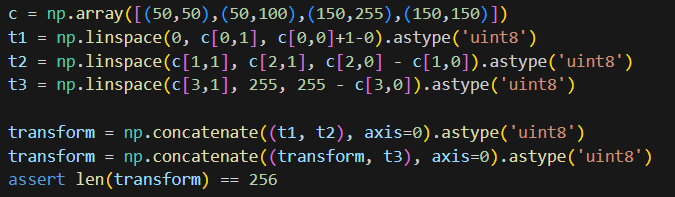 c = np.array([(50,50),(50,100),(150,255),(150,150)])
t1 = np.linspace(0, c[0,1], c[0,0]+1-0).astype('uint8')
t2 = np.linspace(c[1,1], c[2,1], c[2,0] - c[1,0]).astype('uint8')
t3 = np.linspace(c[3,1], 255, 255 - c[3,0]).astype('uint8')
transform = np.concatenate((t1, t2), axis=0).astype('uint8')
transform = np.concatenate((transform, t3), axis=0).astype('uint8')
assert len(transform) == 256